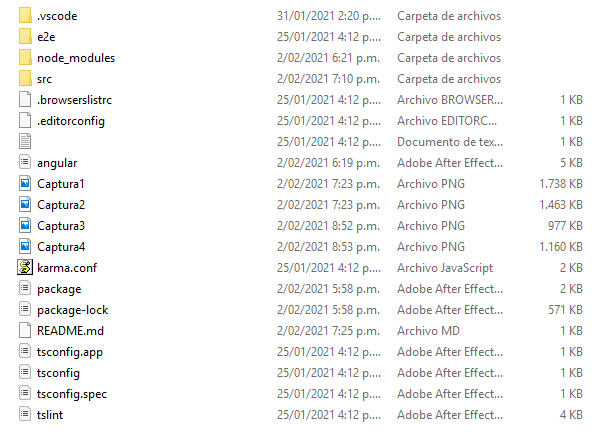 .vscode 31/01/2021 2:20 p.... Carpeta de archivos
e2e 25/01/2021 4:12 p.... Carpeta de archivos
node_modules 2/02/2021 6:21 p.m. Carpeta de archivos
src 2/02/2021 7:10 p.m. Carpeta de archivos
.browserslistrc 25/01/2021 4:12 p.... Archivo BROWSER... 1 KB
.editorconfig 25/01/2021 4:12 p.... Archivo EDITORC... 1 KB
25/01/2021 4:12 p.... Documento de tex... 1 KB
angular 2/02/2021 6:19 p.m. Adobe After Effect... 5 KB
Captura1 2/02/2021 7:23 p.m. Archivo PNG 1.738 KB
Captura2 2/02/2021 7:23 p.m. Archivo PNG 1.463 KB
Captura3 2/02/2021 8:52 p.m. Archivo PNG 977 KB
Captura4 2/02/2021 8:53 p.m. Archivo PNG 1.160 KB
karma.conf 25/01/2021 4:12 p.... Archivo JavaScript 2 KB
package 2/02/2021 5:58 p.m. Adobe After Effect... 2 KB
package-lock 2/02/2021 5:58 p.m. Adobe After Effect... 571 KB
README.md 2/02/2021 7:25 p.m. Archivo MD 1 KB
tsconfig.app 25/01/2021 4:12 p.... Adobe After Effect... 1 KB
tsconfig 25/01/2021 4:12 p.... Adobe After Effect... 1 KB
tsconfig.spec 25/01/2021 4:12 p.... Adobe After Effect... 1 KB
tslint 25/01/2021 4:12 p.... Adobe After Effect... 4 KB